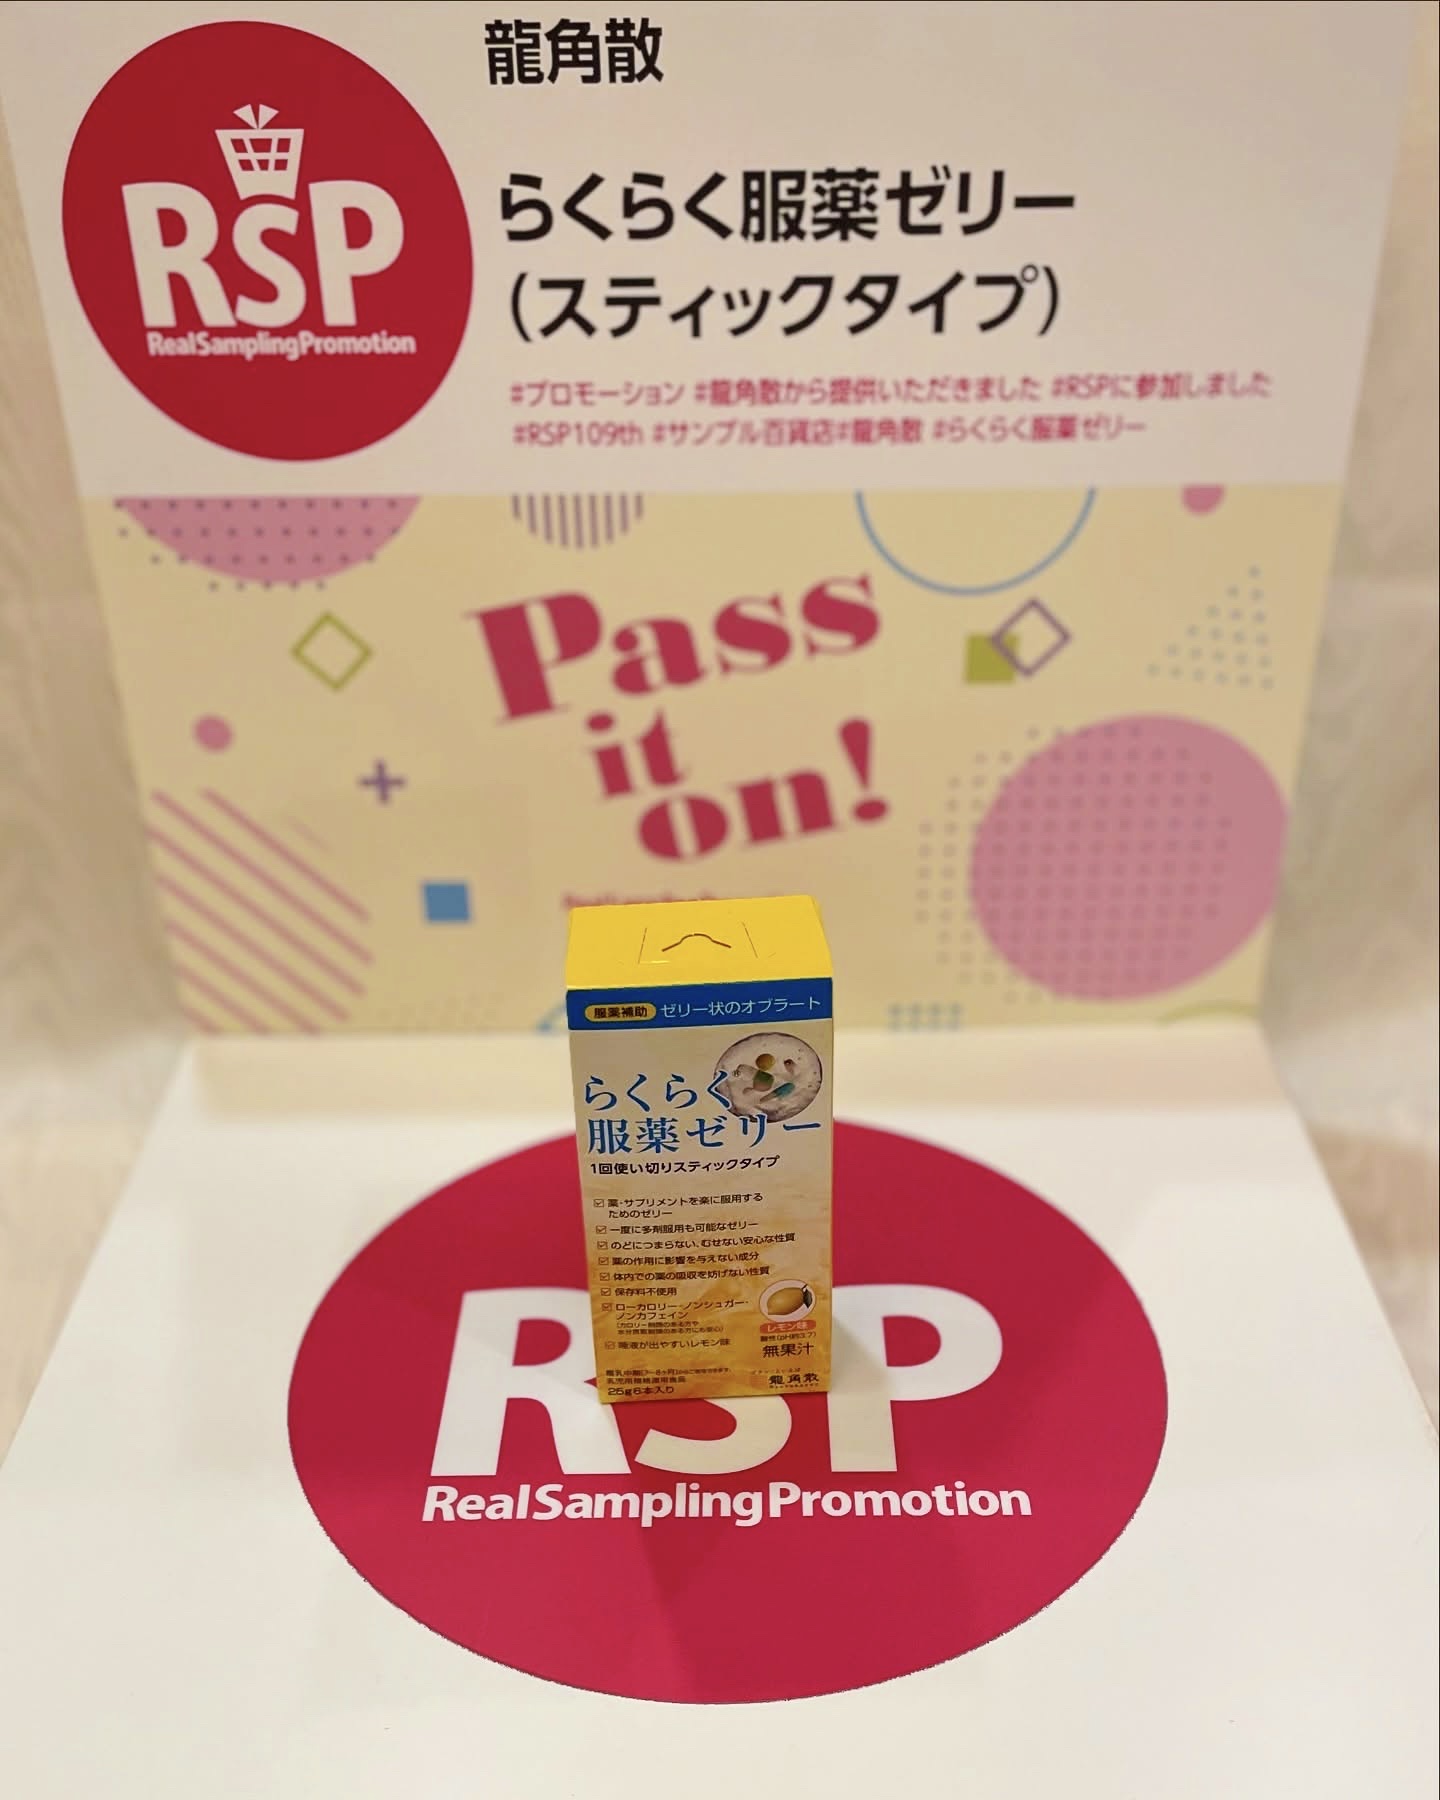 RSP
RealSamplingPromotion
龍角散
らくらく服薬ゼリー
(スティックタイプ)
#プロモーション #龍角散から提供いただきました #RSPに参加しました
#RSP109th #サンプル百貨店#龍角散 #らくらく服薬ゼリー
Pass
it
on!
服薬補助 ゼリー状のオブラート
らくらく®
服薬ゼリー
1回使い切りスティックタイプ
薬・サプリメントを楽に服用する
ためのゼリー
一度に多剤服用も可能なゼリー
のどにつまらない、むせない安心な性質
薬の作用に影響を与えない成分
体内での薬の吸収を妨げない性質
保存料不使用
ローカロリー・ノンシュガー・
ノンカフェイン
唾液が出やすいレモン味
レモン味
酸性(pH約3.7)
無果汁
25g6本入り
龍角散
RSP
RealSamplingPromotion